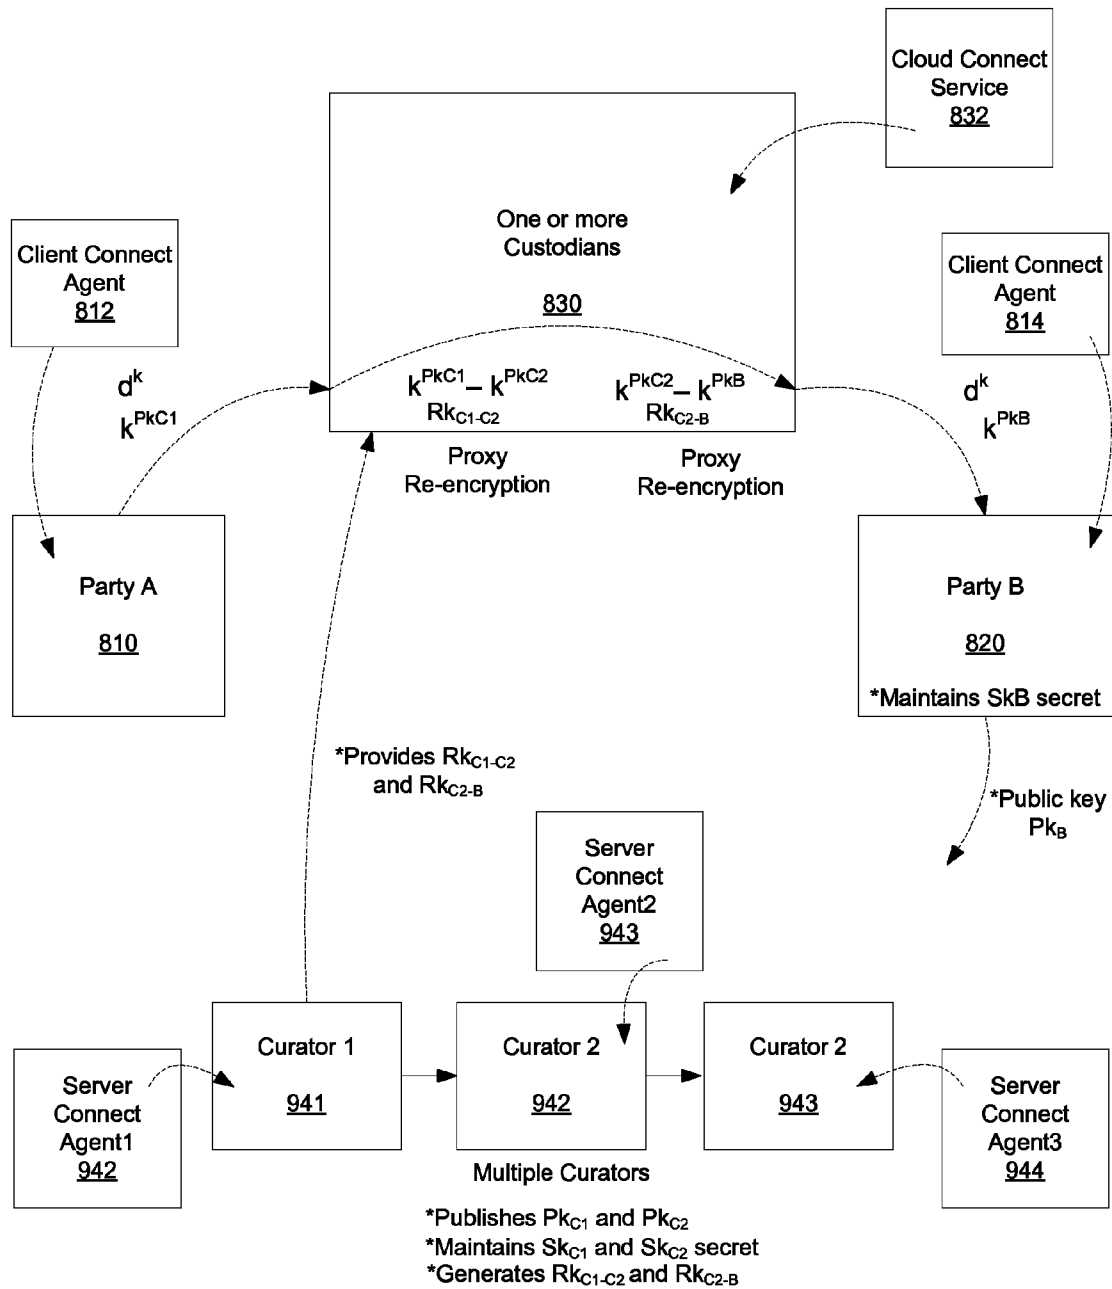 Cloud Connect
Service
832
One or more
Custodians
830
Client Connect
Agent
812
Client Connect
Agent
814
d^k
k^PkC1
k^PkC1 – k^PkC2
Rk_C1-C2
k^PkC2 – k^PkB
Rk_C2-B
d^k
k^PkB
Proxy
Re-encryption
Proxy
Re-encryption
Party A
810
Party B
820
*Maintains SkB secret
*Provides Rk_C1-C2
and Rk_C2-B
*Public key
Pk_B
Server
Connect
Agent2
943
Curator 1
941
Curator 2
942
Curator 2
943
Server
Connect
Agent1
942
Server
Connect
Agent3
944
Multiple Curators
*Publishes Pk_C1 and Pk_C2
*Maintains Sk_C1 and Sk_C2 secret
*Generates Rk_C1-C2 and Rk_C2-B